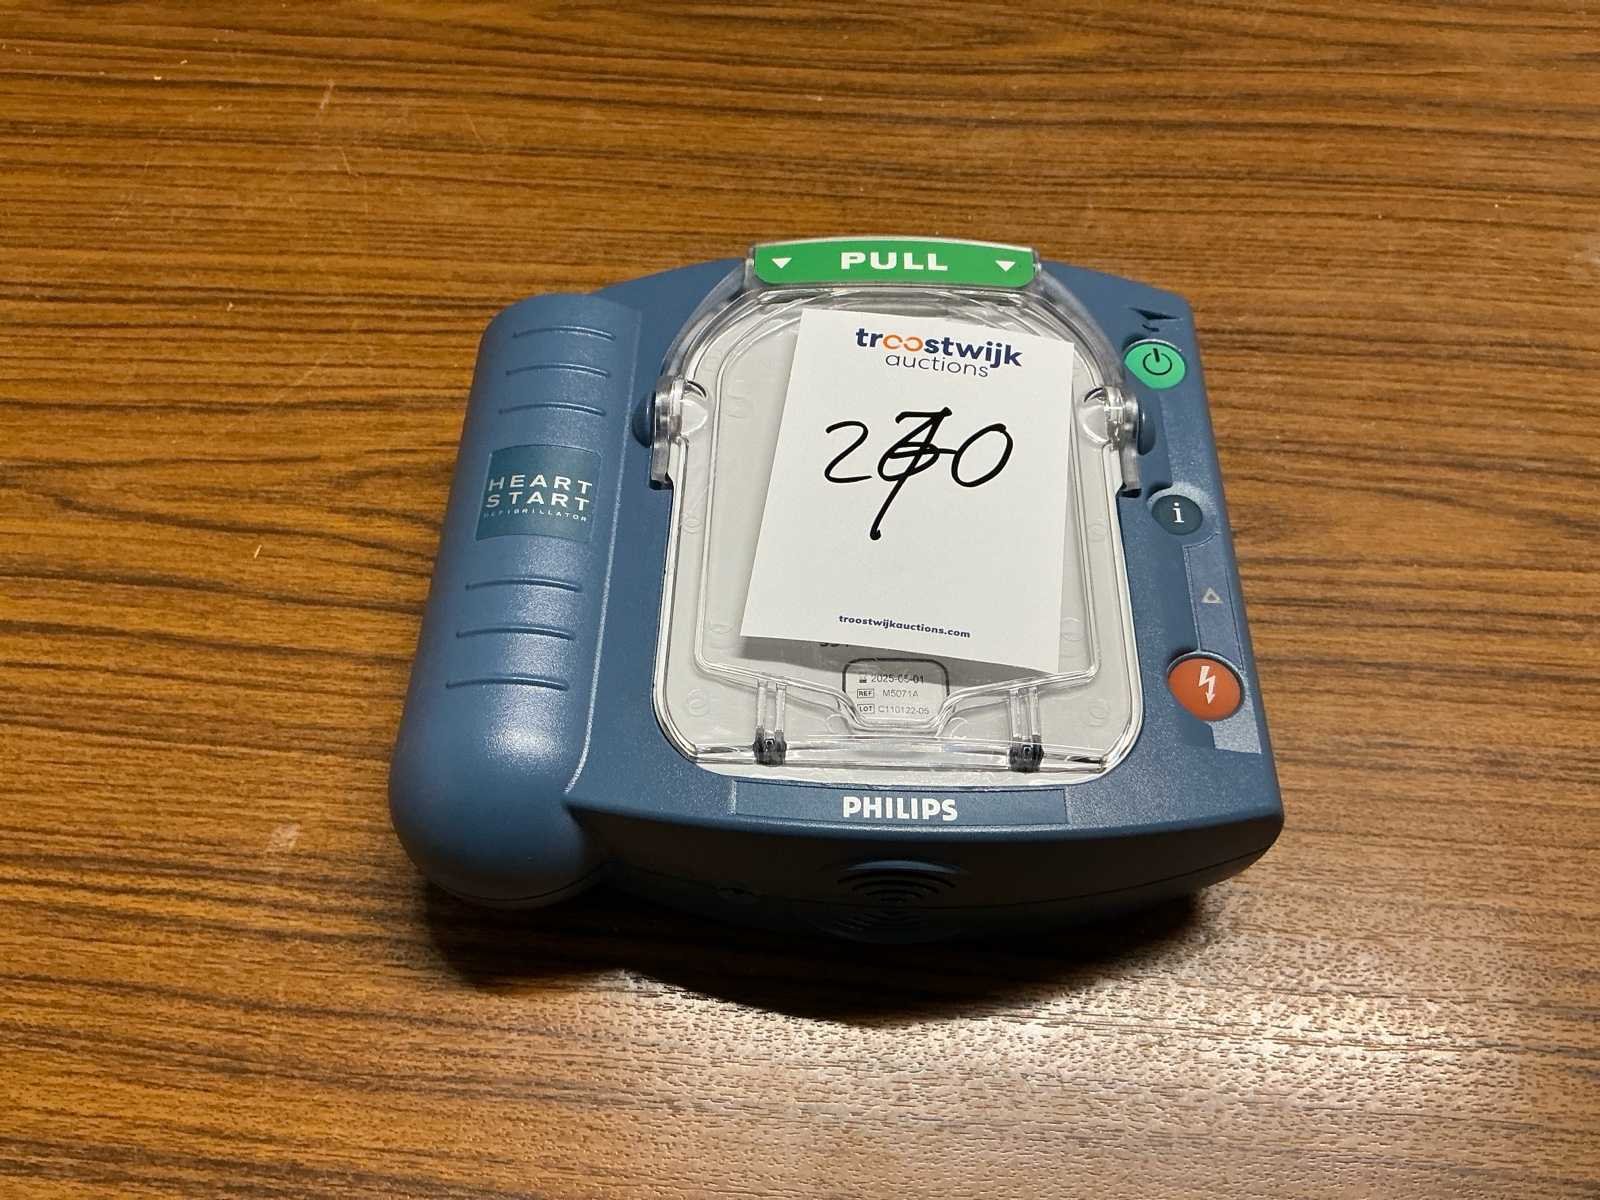 PULL
troostwijk
auctions
270
HEART
START
DEFIBRILLATOR
i
troostwijkauctions.com
2025-05-01
REF M5071A
LOT C110122-05
PHILIPS